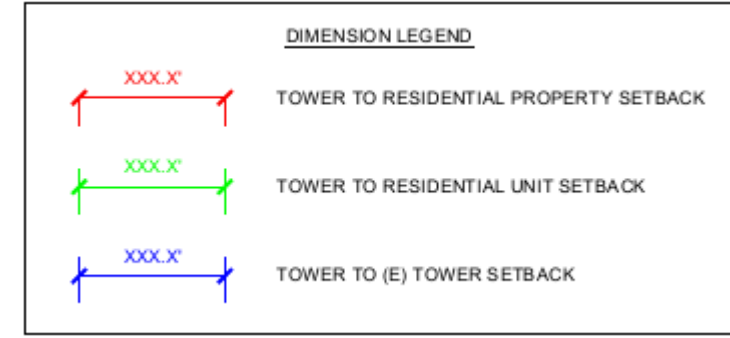 DIMENSION LEGEND
XXX.X'
TOWER TO RESIDENTIAL PROPERTY SETBACK
XXX.X'
TOWER TO RESIDENTIAL UNIT SETBACK
XXX.X'
TOWER TO (E) TOWER SETBACK